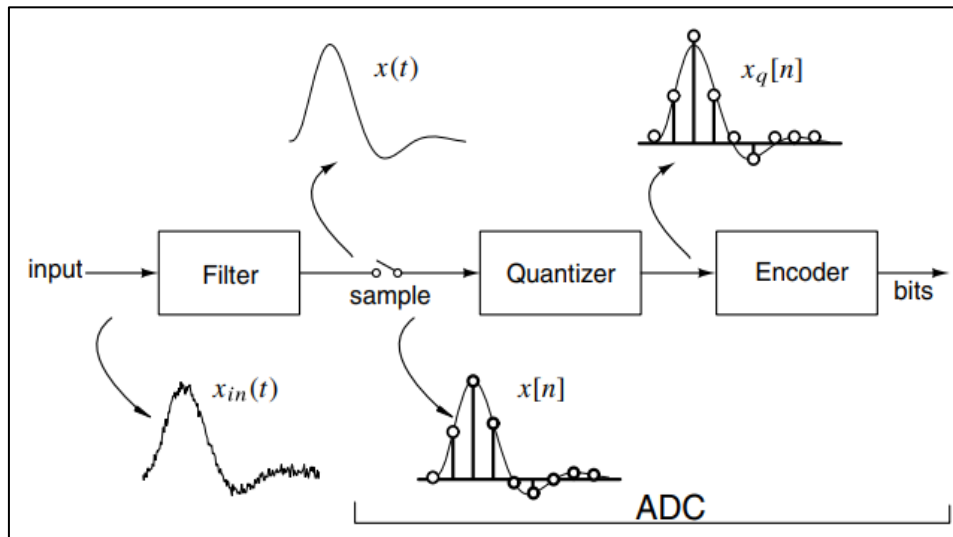 x(t)
x_q[n]
input
Filter
sample
Quantizer
Encoder
bits
x_in(t)
x[n]
ADC